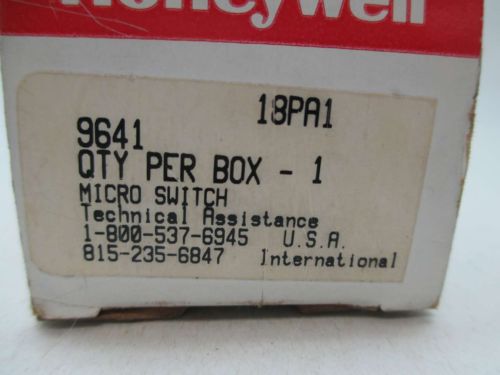 Honeywell
18PA1
9641
QTY PER BOX - 1
MICRO SWITCH
Technical Assistance
1-800-537-6945 U.S.A.
815-235-6847 International